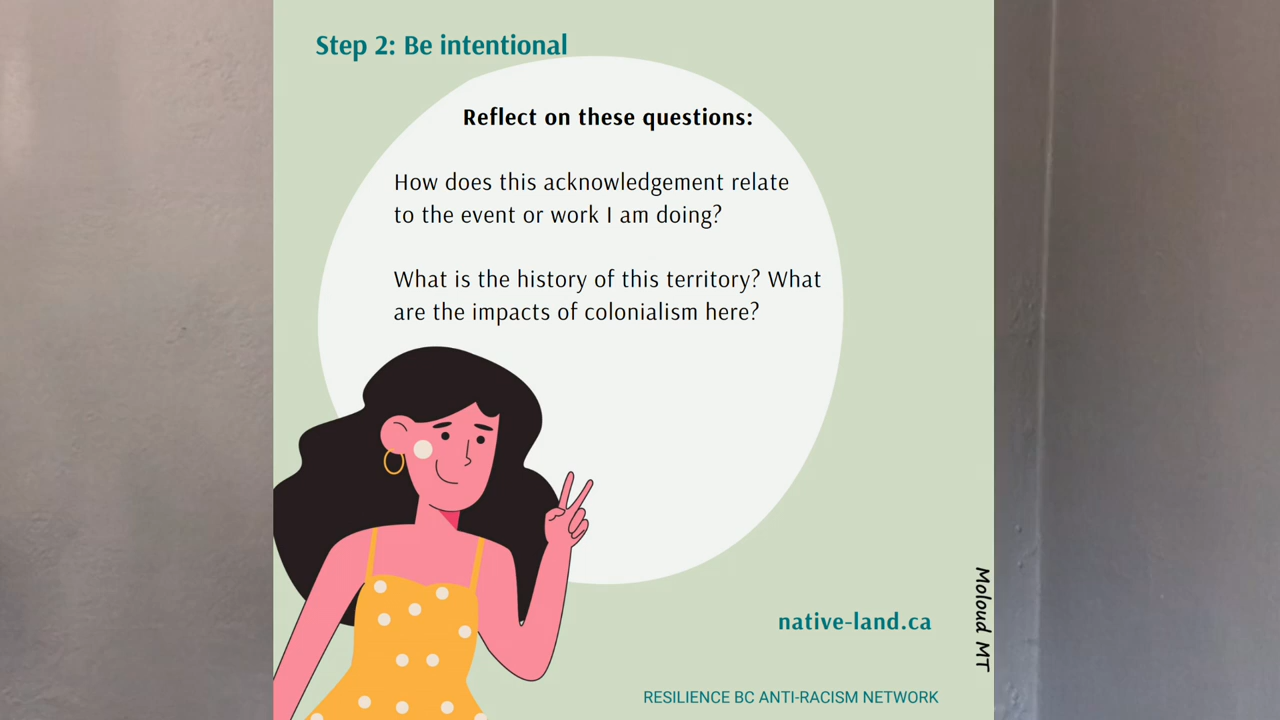 Step 2: Be intentional
Reflect on these questions:
How does this acknowledgement relate
to the event or work I am doing?
What is the history of this territory? What
are the impacts of colonialism here?
native-land.ca
Moloud MT
RESILIENCE BC ANTI-RACISM NETWORK